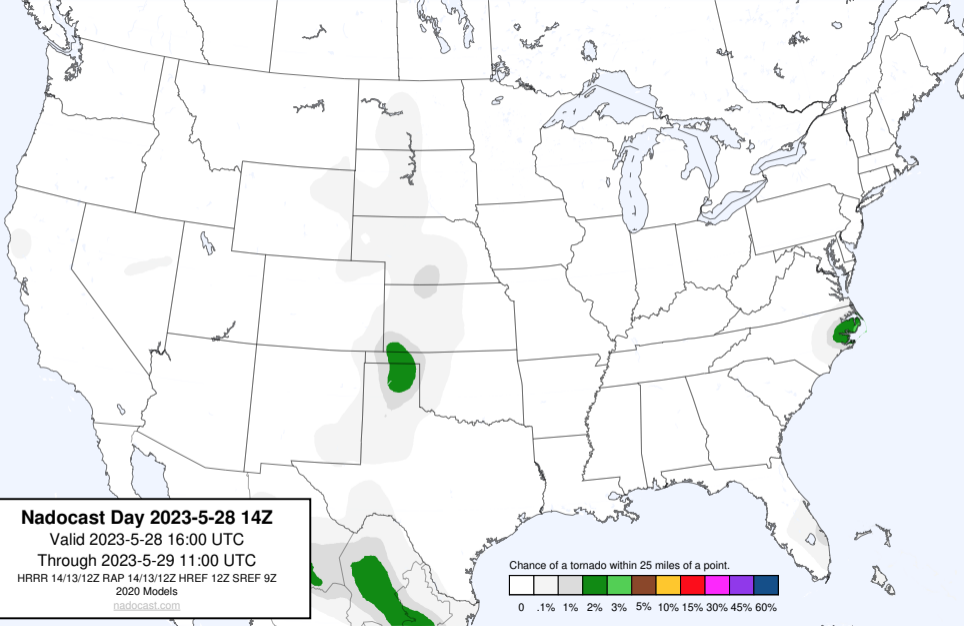 Nadocast Day 2023-5-28 14Z
Valid 2023-5-28 16:00 UTC
Through 2023-5-29 11:00 UTC
HRRR 14/13/12Z RAP 14/13/12Z HREF 12Z SREF 9Z
2020 Models
nadocast.com
Chance of a tornado within 25 miles of a point.
0 .1% 1% 2% 3% 5% 10% 15% 30% 45% 60%